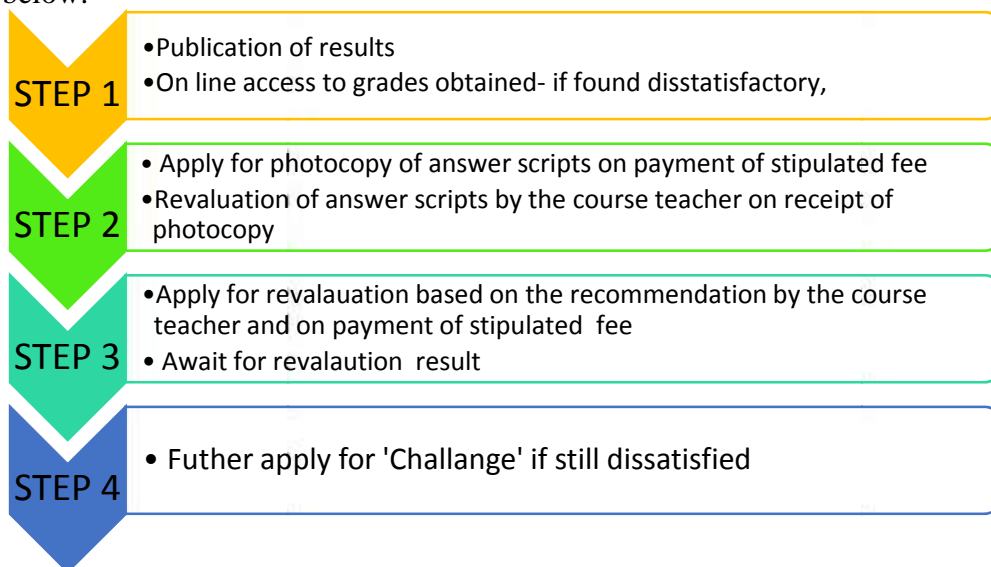 below.
STEP 1
•Publication of results
•On line access to grades obtained- if found disstatisfactory,
STEP 2
• Apply for photocopy of answer scripts on payment of stipulated fee
•Revaluation of answer scripts by the course teacher on receipt of
photocopy
STEP 3
•Apply for revalauation based on the recommendation by the course
teacher and on payment of stipulated fee
• Await for revalaution result
STEP 4
• Futher apply for 'Challange' if still dissatisfied